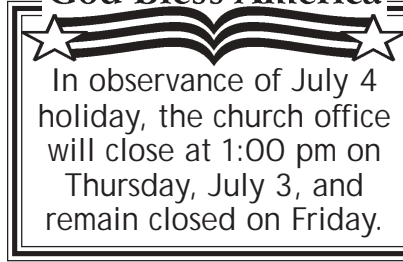 God Bless America
In observance of July 4
holiday, the church office
will close at 1:00 pm on
Thursday, July 3, and
remain closed on Friday.